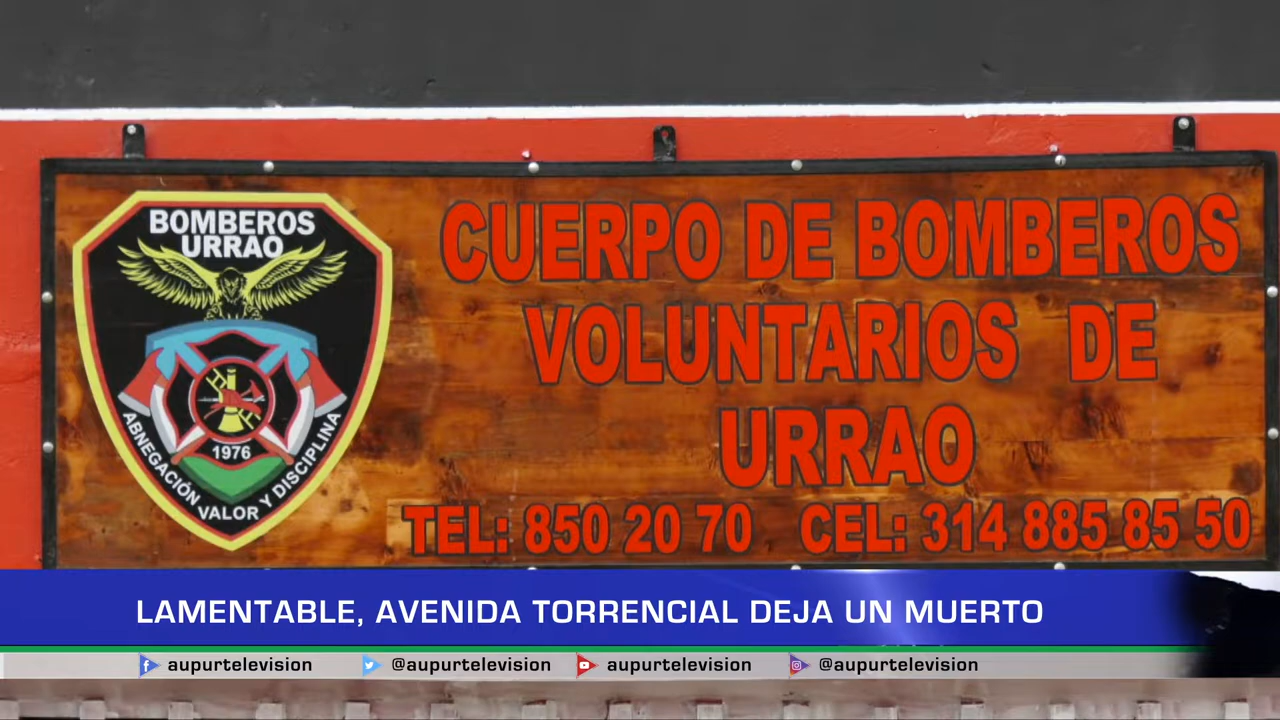 BOMBEROS
URRAO
1976
ABNEGACIÓN VALOR Y DISCIPLINA
CUERPO DE BOMBEROS
VOLUNTARIOS DE
URRAO
TEL: 850 20 70 CEL: 314 885 85 50
LAMENTABLE, AVENIDA TORRENCIAL DEJA UN MUERTO
aupurtelevision @aupurtelevision aupurtelevision @aupurtelevision